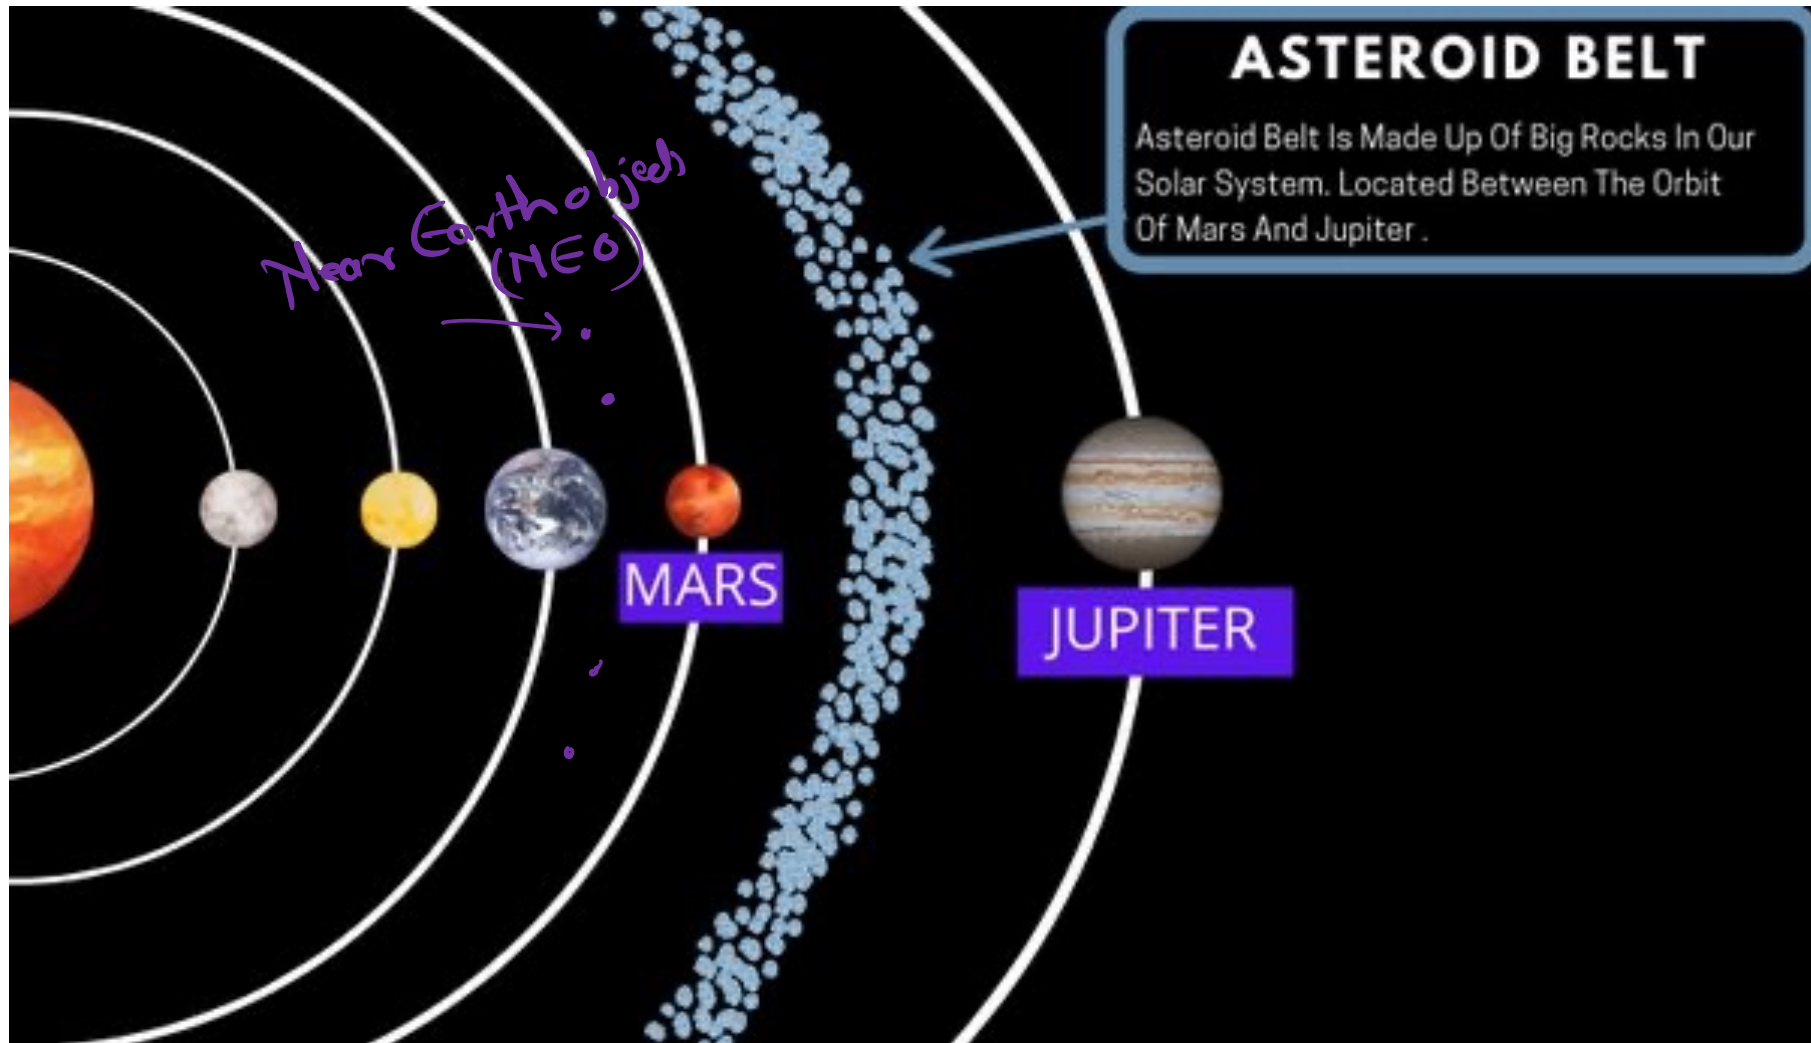 ASTEROID BELT
Asteroid Belt Is Made Up Of Big Rocks In Our
Solar System. Located Between The Orbit
Of Mars And Jupiter .
Near Earth objects
(NEO)
MARS
JUPITER